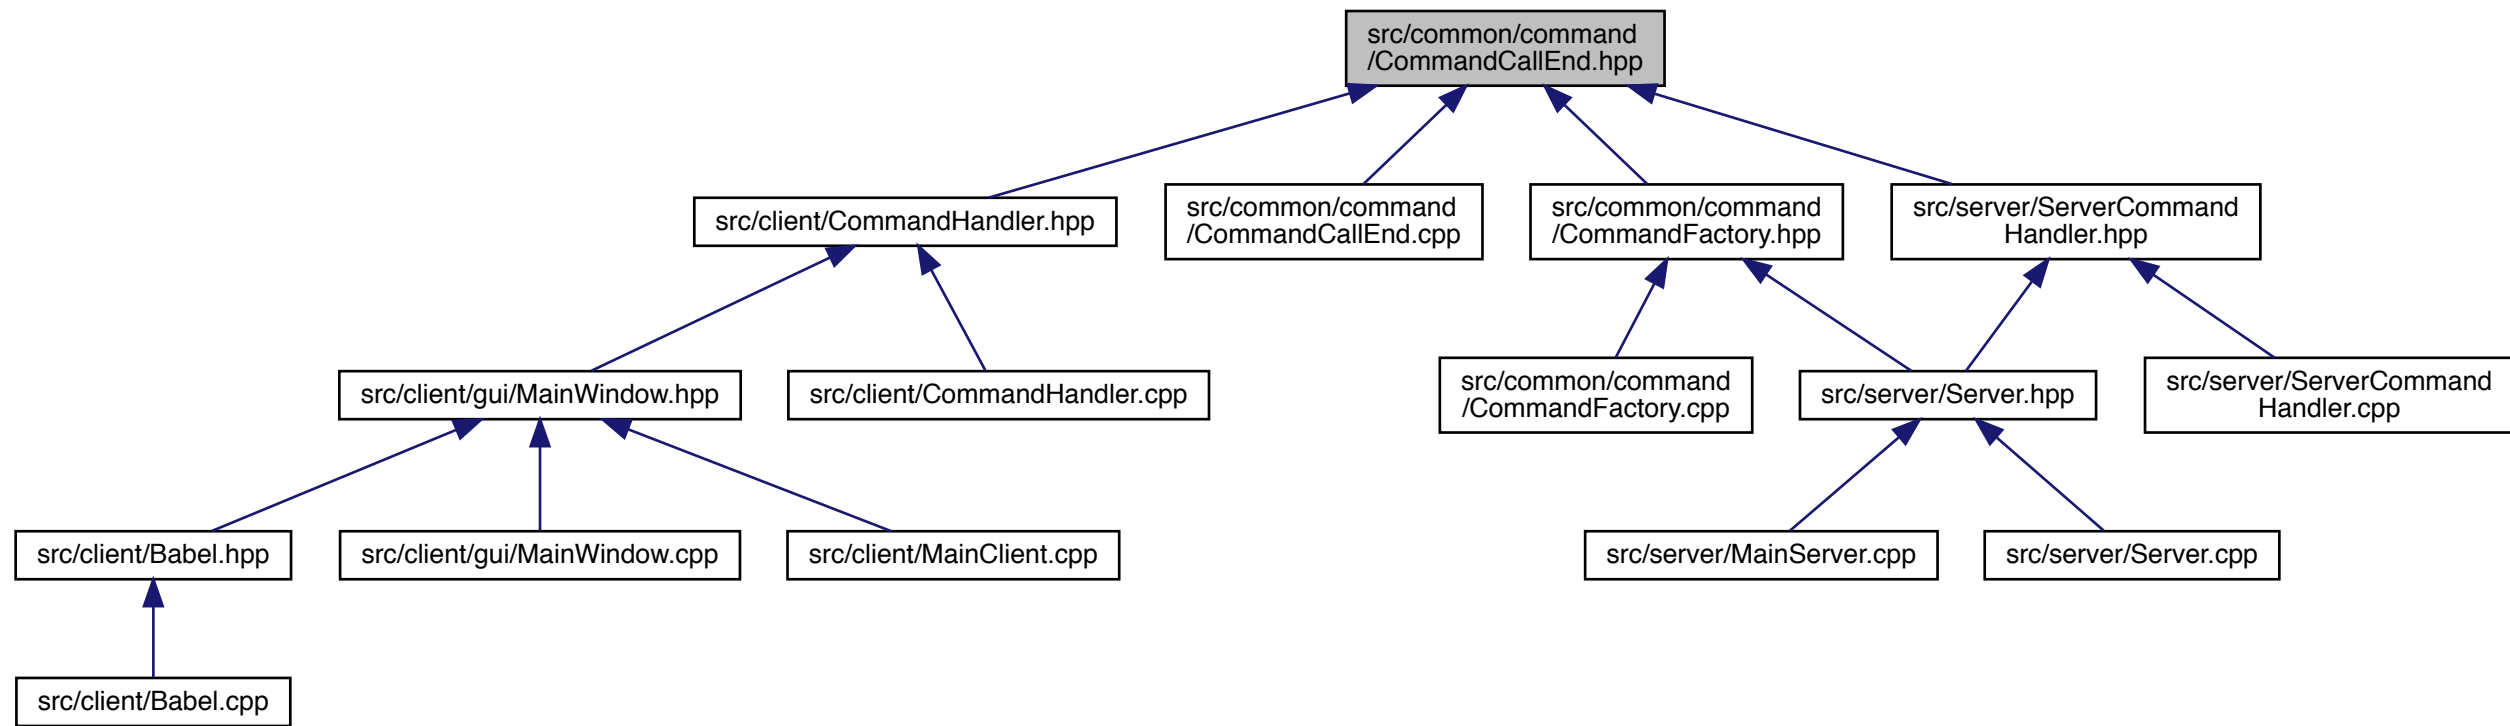 src/common/command
/CommandCallEnd.hpp
src/client/CommandHandler.hpp
src/common/command
/CommandCallEnd.cpp
src/common/command
/CommandFactory.hpp
src/server/ServerCommand
Handler.hpp
src/client/gui/MainWindow.hpp
src/client/CommandHandler.cpp
src/common/command
/CommandFactory.cpp
src/server/Server.hpp
src/server/ServerCommand
Handler.cpp
src/client/Babel.hpp
src/client/gui/MainWindow.cpp
src/client/MainClient.cpp
src/server/MainServer.cpp
src/server/Server.cpp
src/client/Babel.cpp